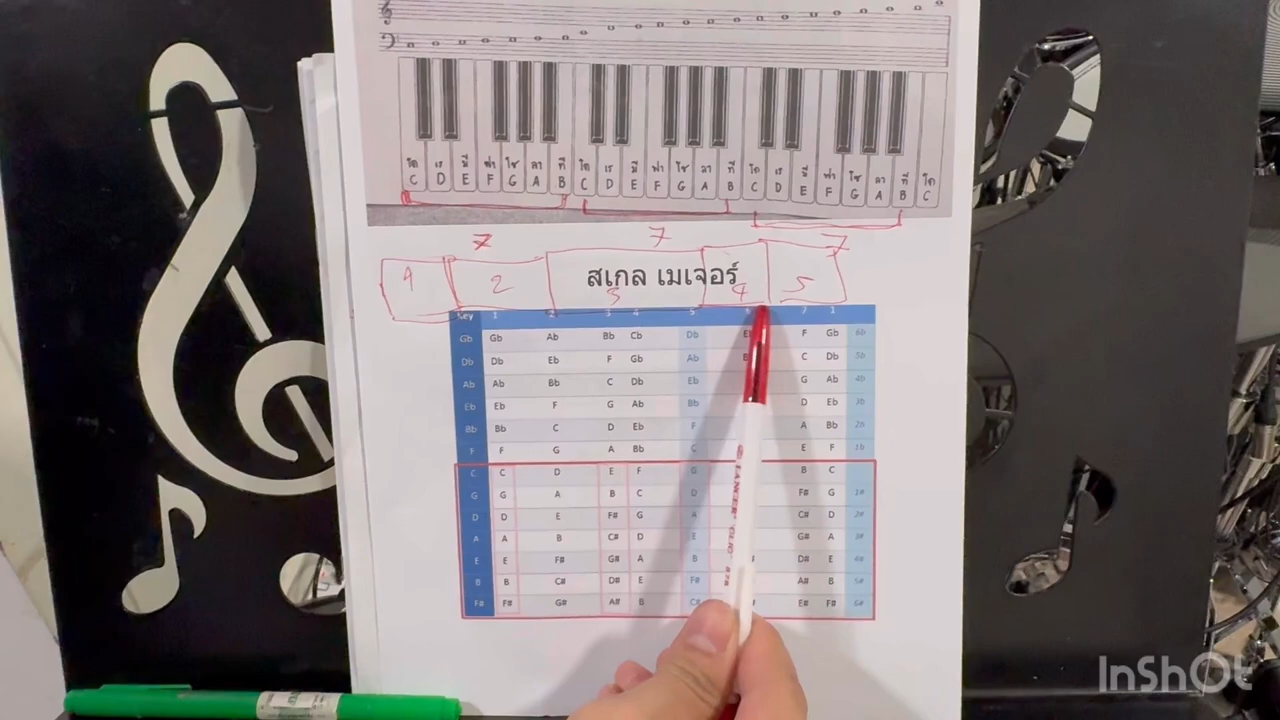 โด เร มี ฟา โซ ลา ที โด เร มี ฟา โซ ลา ที โด เร มี ฟา โซ ลา ที โด
C D E F G A B C D E F G A B C D E F G A B C
7 7 7
1 2 3 4 5
สเกล เมเจอร์
Key 1 2 3 4 5 7 1
Gb Gb Ab Bb Cb Db F Gb 6b
Db Db Eb F Gb Ab C Db 5b
Ab Ab Bb C Db Eb G Ab 4b
Eb Eb F G Ab Bb D Eb 3b
Bb Bb C D Eb F A Bb 2b
F F G A Bb C E F 1b
C C D E F G B C
G G A B C D F# G 1#
D D E F# G A C# D 2#
A A B C# D E G# A 3#
E E F# G# A B D# E 4#
B B C# D# E F# A# B 5#
F# F# G# A# B C# E# F# 6#
LANCER CLIC 878
InShOt